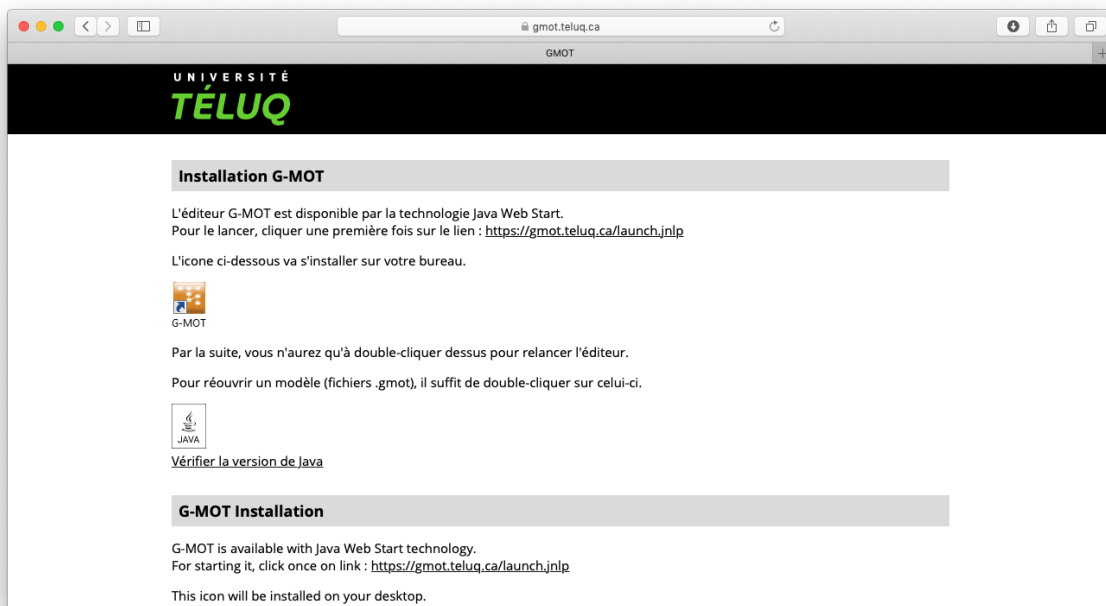 gmot.teluq.ca
GMOT
UNIVERSITÉ
TÉLUQ
Installation G-MOT
L'éditeur G-MOT est disponible par la technologie Java Web Start.
Pour le lancer, cliquer une première fois sur le lien : https://gmot.teluq.ca/launch.jnlp
L'icone ci-dessous va s'installer sur votre bureau.
G-MOT
Par la suite, vous n'aurez qu'à double-cliquer dessus pour relancer l'éditeur.
Pour réouvrir un modèle (fichiers .gmot), il suffit de double-cliquer sur celui-ci.
JAVA
Vérifier la version de Java
G-MOT Installation
G-MOT is available with Java Web Start technology.
For starting it, click once on link : https://gmot.teluq.ca/launch.jnlp
This icon will be installed on your desktop.